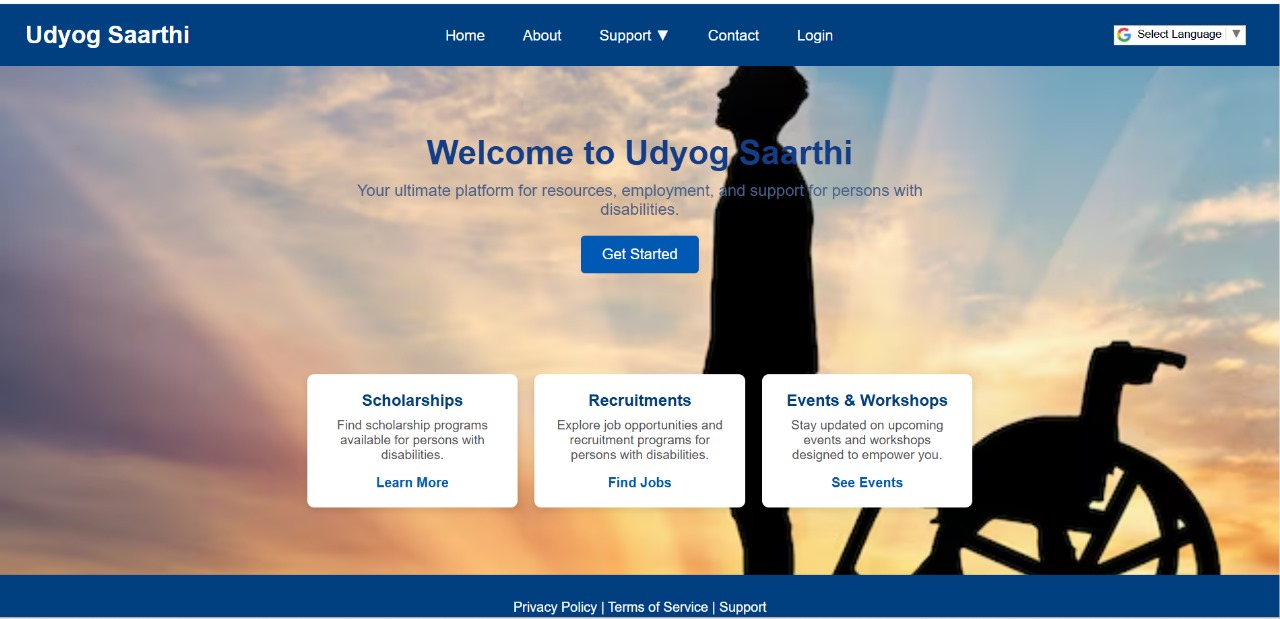 Udyog Saarthi
Home About Support ▼ Contact Login
Select Language ▼
Welcome to Udyog Saarthi
Your ultimate platform for resources, employment, and support for persons with
disabilities.
Get Started
Scholarships
Find scholarship programs
available for persons with
disabilities.
Learn More
Recruitments
Explore job opportunities and
recruitment programs for
persons with disabilities.
Find Jobs
Events & Workshops
Stay updated on upcoming
events and workshops
designed to empower you.
See Events
Privacy Policy | Terms of Service | Support